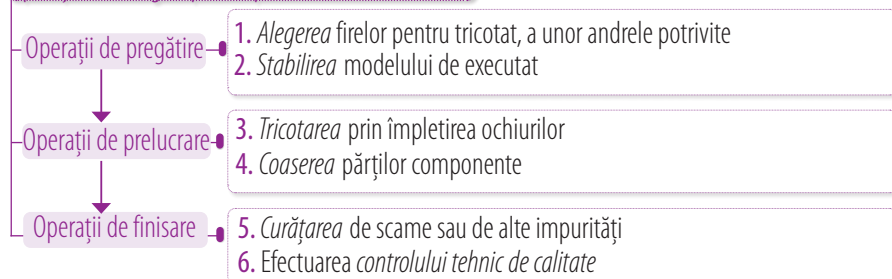 Operații de pregătire
1. Alegerea firelor pentru tricotat, a unor andrele potrivite
2. Stabilirea modelului de executat
Operații de prelucrare
3. Tricotarea prin împletirea ochiurilor
4. Coaserea părților componente
Operații de finisare
5. Curățarea de scame sau de alte impurități
6. Efectuarea controlului tehnic de calitate